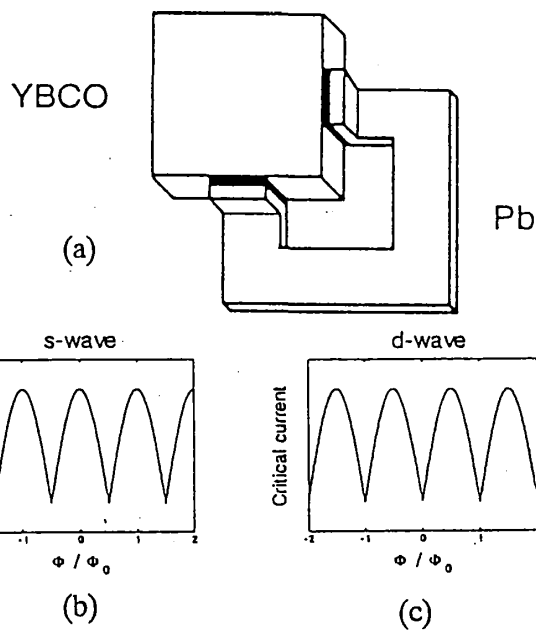 YBCO
Pb
(a)
s-wave
-1 0 1 2
Φ / Φ₀
(b)
d-wave
Critical current
-2 -1 0 1
Φ / Φ₀
(c)